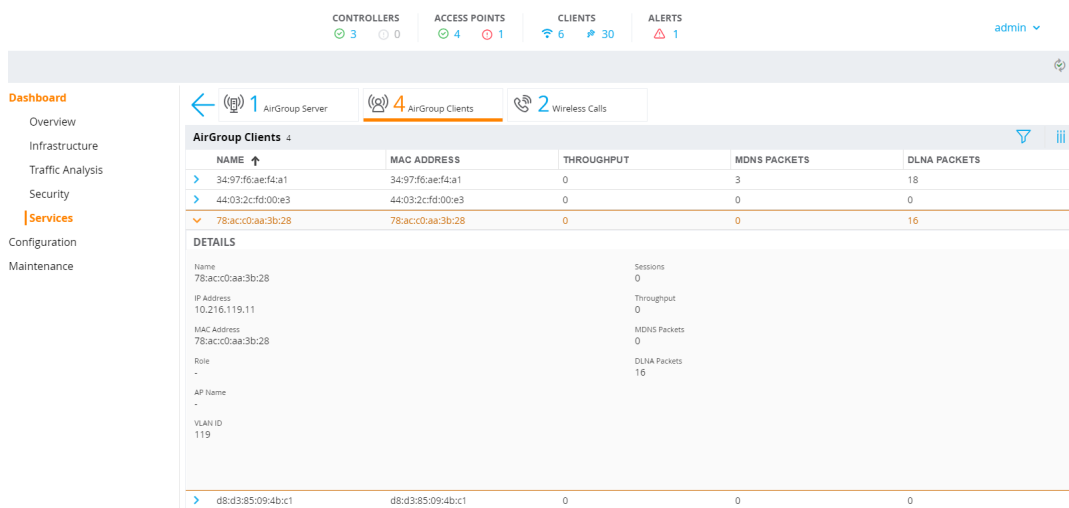 CONTROLLERS ACCESS POINTS CLIENTS ALERTS
3 0 4 1 6 30 1
admin
Dashboard
Overview
Infrastructure
Traffic Analysis
Security
Services
Configuration
Maintenance
1 AirGroup Server 4 AirGroup Clients 2 Wireless Calls
AirGroup Clients 4
NAME MAC ADDRESS THROUGHPUT MDNS PACKETS DLNA PACKETS
34:97:f6:ae:f4:a1 34:97:f6:ae:f4:a1 0 3 18
44:03:2c:fd:00:e3 44:03:2c:fd:00:e3 0 0 0
78:ac:c0:aa:3b:28 78:ac:c0:aa:3b:28 0 0 16
DETAILS
Name
78:ac:c0:aa:3b:28
IP Address
10.216.119.11
MAC Address
78:ac:c0:aa:3b:28
Role
-
AP Name
-
VLAN ID
119
Sessions
0
Throughput
0
MDNS Packets
0
DLNA Packets
16
d8:d3:85:09:4b:c1 d8:d3:85:09:4b:c1 0 0 0